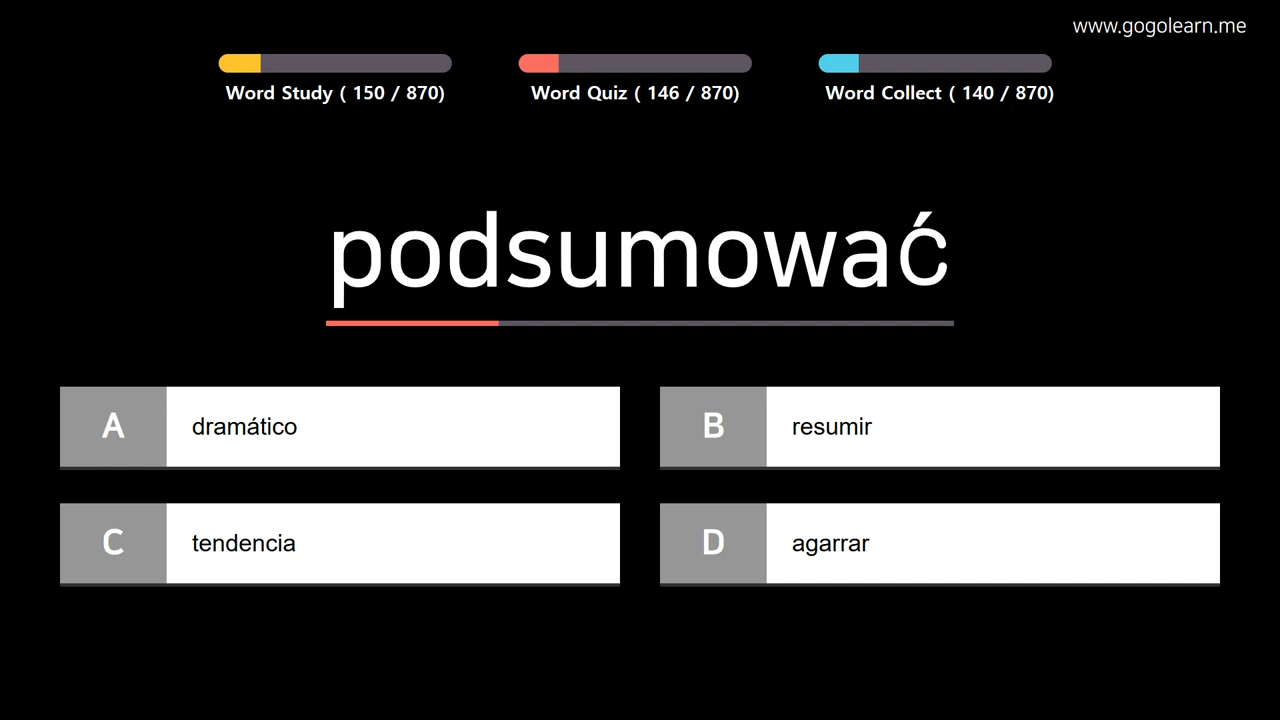 www.gogolearn.me
Word Study ( 150 / 870)
Word Quiz ( 146 / 870)
Word Collect ( 140 / 870)
podsumować
A dramático
B resumir
C tendencia
D agarrar